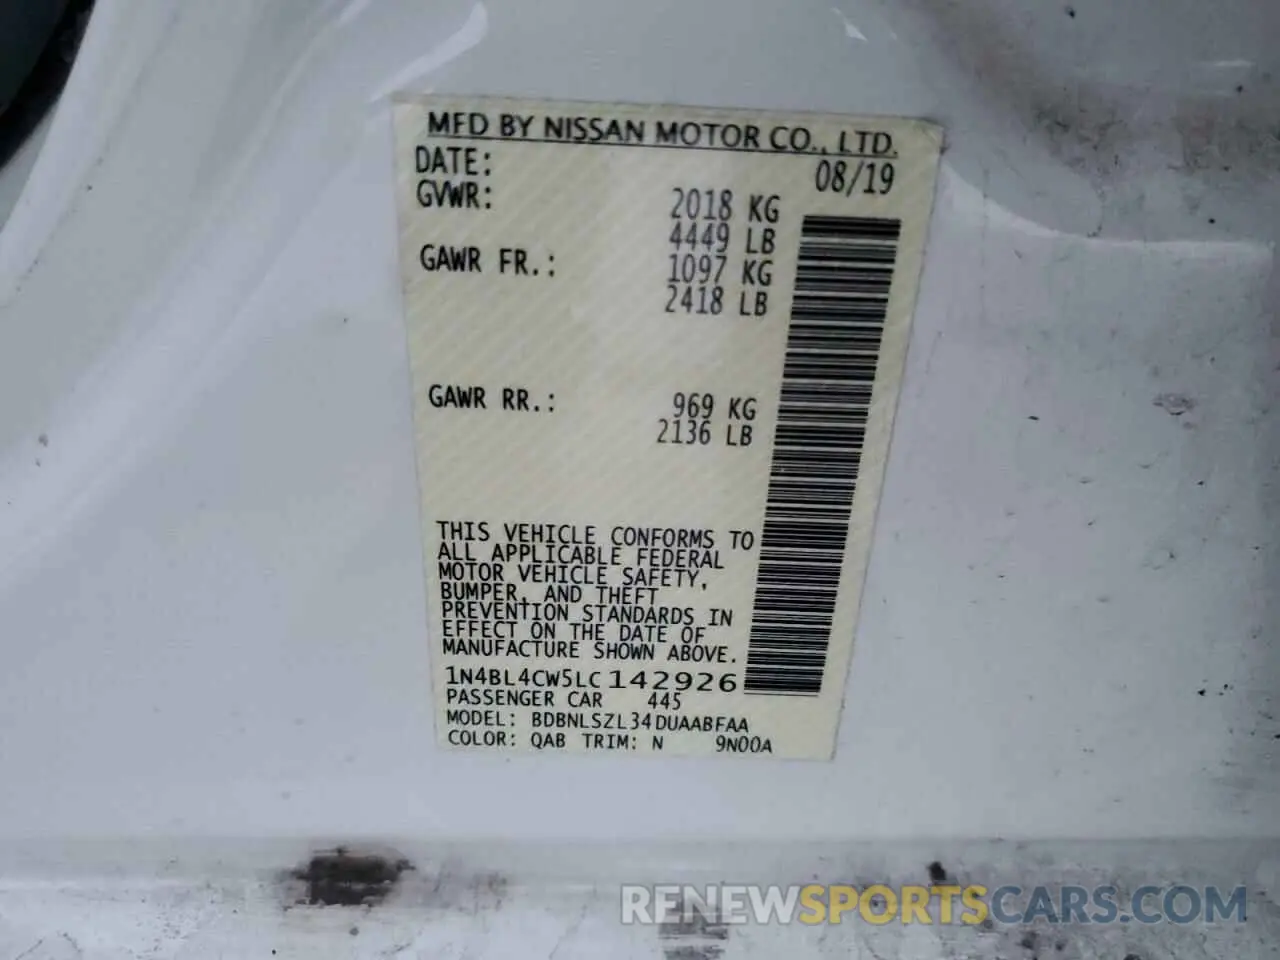 MFD BY NISSAN MOTOR CO., LTD.
DATE: 08/19
GVWR: 2018 KG
4449 LB
GAWR FR.: 1097 KG
2418 LB
GAWR RR.: 969 KG
2136 LB
THIS VEHICLE CONFORMS TO
ALL APPLICABLE FEDERAL
MOTOR VEHICLE SAFETY,
BUMPER, AND THEFT
PREVENTION STANDARDS IN
EFFECT ON THE DATE OF
MANUFACTURE SHOWN ABOVE.
1N4BL4CW5LC142926
PASSENGER CAR 445
MODEL: BDBNLSZL34DUAABFAA
COLOR: QAB TRIM: N 9N00A
RENEWSPORTSCARS.COM